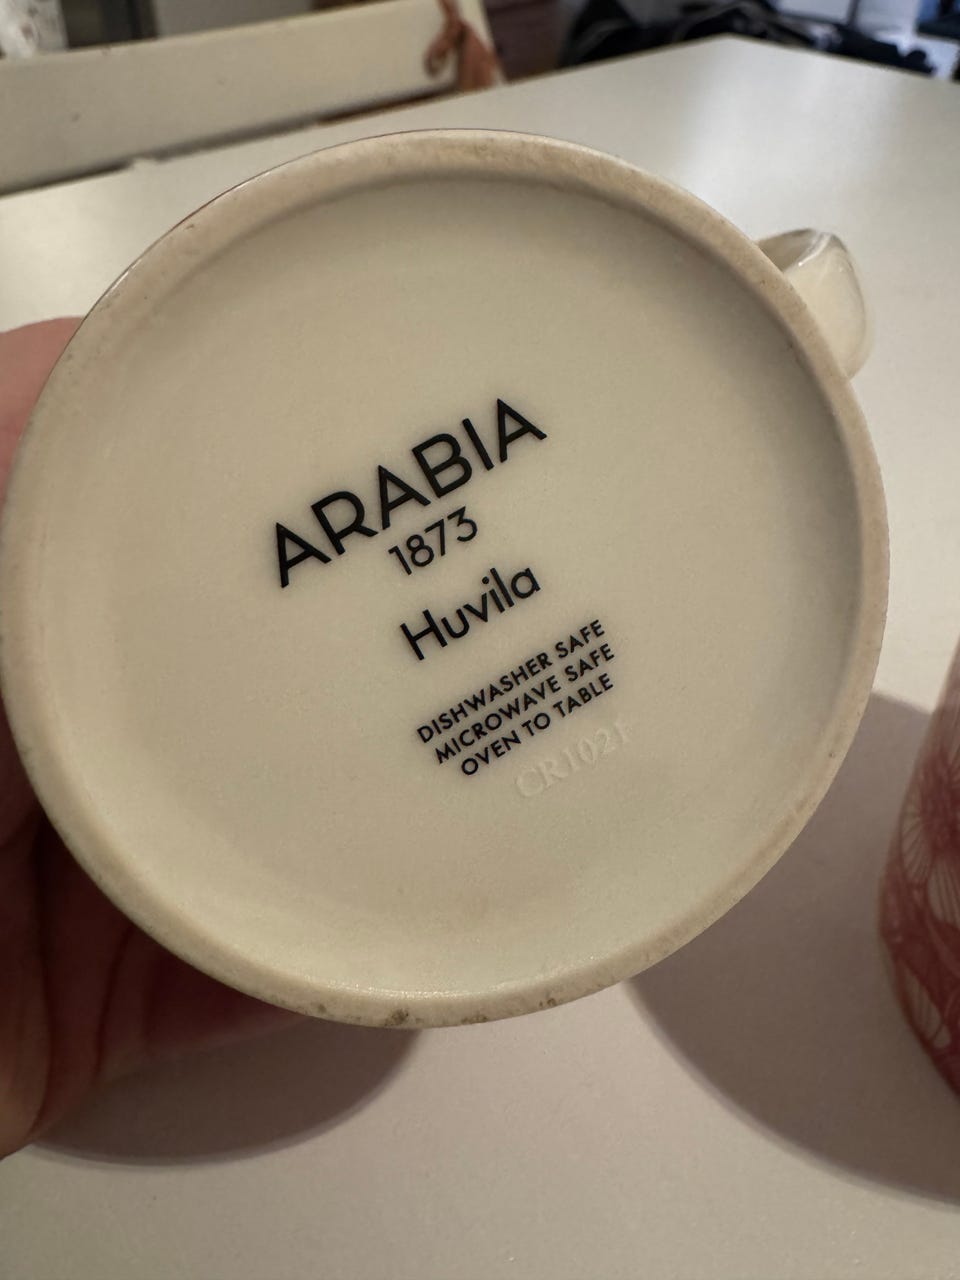 ARABIA
1873
Huvila
DISHWASHER SAFE
MICROWAVE SAFE
OVEN TO TABLE